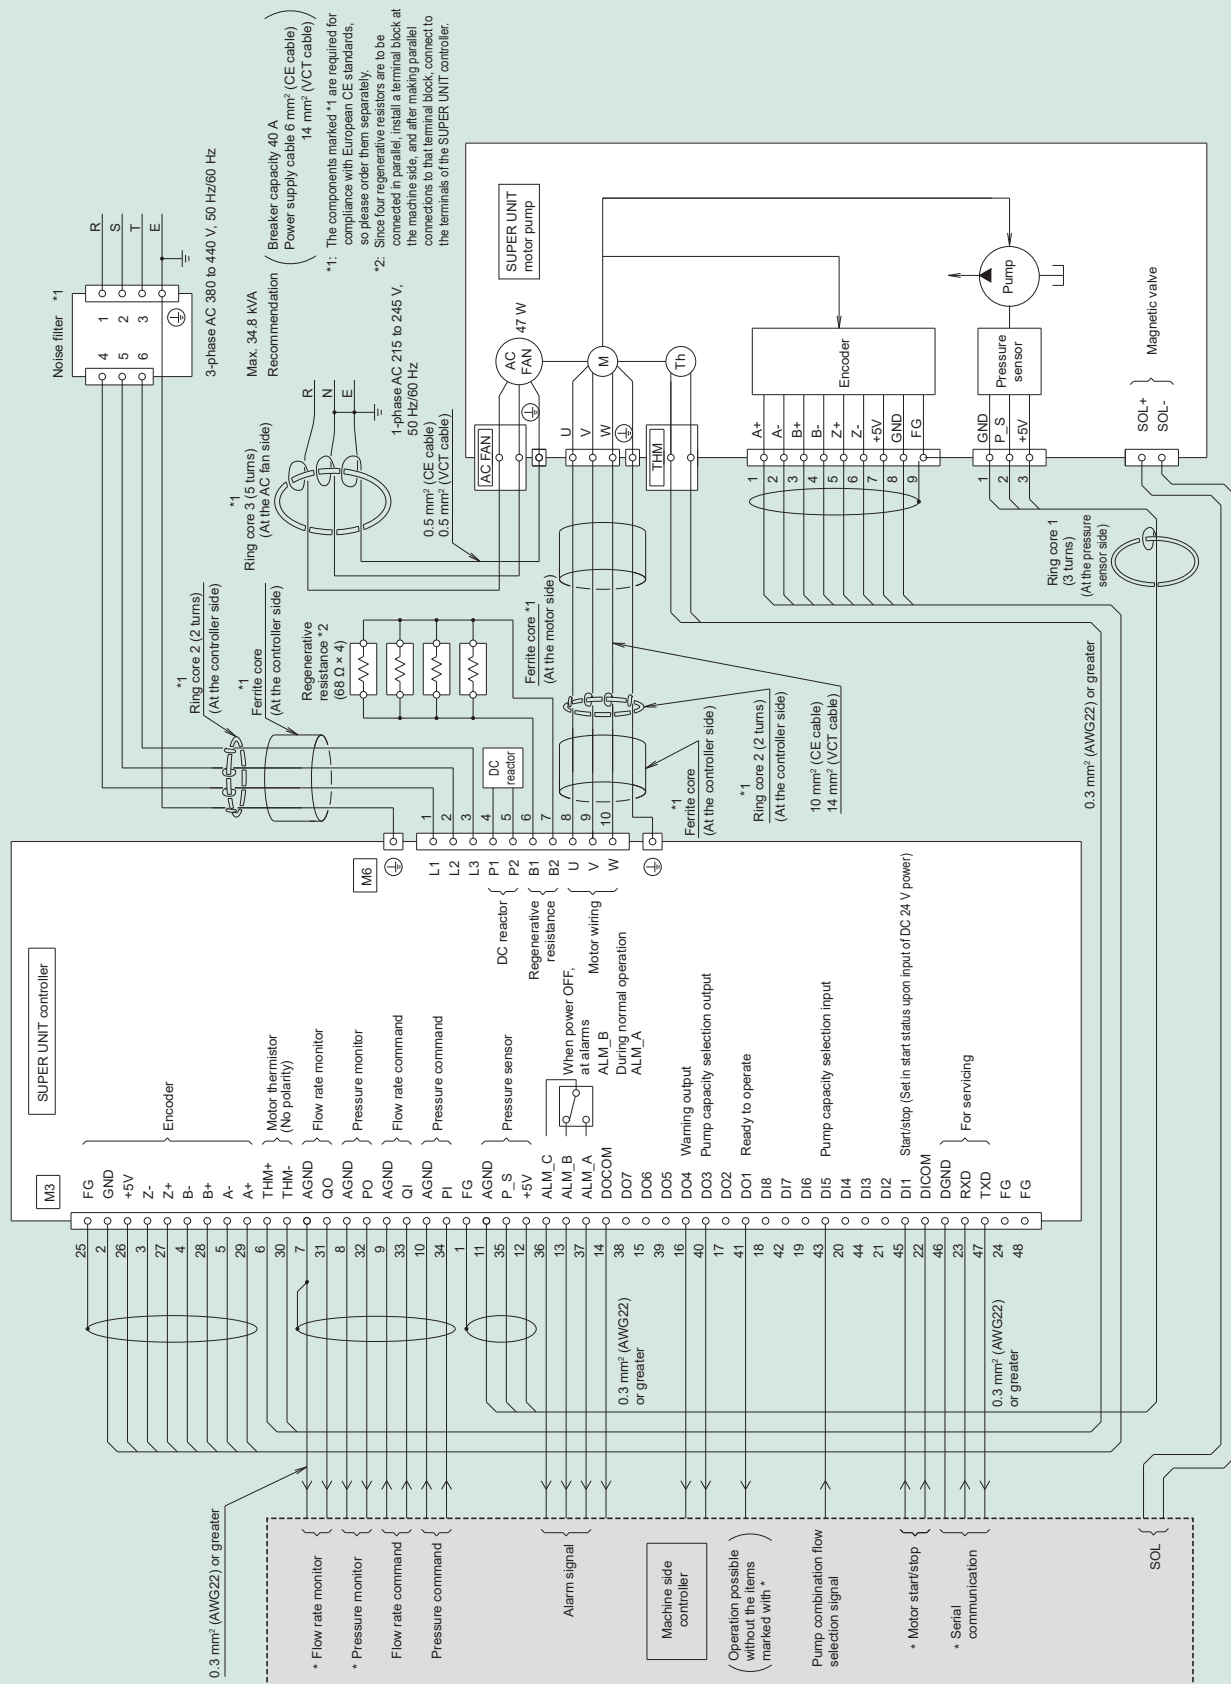 Noise filter *1
4 1
5 2
6 3
R
S
T
E
3-phase AC 380 to 440 V, 50 Hz/60 Hz
Max. 34.8 kVA
Recommendation
Breaker capacity 40 A
Power supply cable 6 mm² (CE cable)
14 mm² (VCT cable)
*1: The components marked *1 are required for
compliance with European CE standards,
so please order them separately.
*2: Since four regenerative resistors are to be
connected in parallel, install a terminal block at
the machine side, and after making parallel
connections to that terminal block, connect to
the terminals of the SUPER UNIT controller.
*1
Ring core 2 (2 turns)
(At the controller side)
*1
Ferrite core
(At the controller side)
*1
Ring core 3 (5 turns)
(At the AC fan side)
R
N
E
1-phase AC 215 to 245 V,
50 Hz/60 Hz
0.5 mm² (CE cable)
0.5 mm² (VCT cable)
Regenerative
resistance *2
(68 Ω × 4)
DC
reactor
Ferrite core *1
(At the motor side)
*1
Ferrite core
(At the controller side)
*1
Ring core 2 (2 turns)
(At the controller side)
10 mm² (CE cable)
14 mm² (VCT cable)
0.3 mm² (AWG22) or greater
Ring core 1
(3 turns)
(At the pressure
sensor side)
SUPER UNIT
motor pump
AC FAN
AC
FAN
47 W
U
V
W
M
THM
Th
1 A+
2 A-
3 B+
4 B-
5 Z+
6 Z-
7 +5V
8 GND
9 FG
Encoder
1 GND
2 P_S
3 +5V
Pressure
sensor
Pump
SOL+
SOL-
Magnetic valve
SUPER UNIT controller
M6
1 L1
2 L2
3 L3
4 P1
5 P2
6 B1
7 B2
8 U
9 V
10 W
DC reactor
Regenerative
resistance
Motor wiring
M3
25 FG
2 GND
26 +5V
3 Z-
27 Z+
4 B-
28 B+
5 A-
29 A+
Encoder
6 THM+
30 THM-
Motor thermistor
(No polarity)
7 AGND
31 QO
Flow rate monitor
8 AGND
32 PO
Pressure monitor
9 AGND
33 QI
Flow rate command
10 AGND
34 PI
Pressure command
1 FG
11 AGND
35 P_S
12 +5V
Pressure sensor
36 ALM_C
13 ALM_B
37 ALM_A
When power OFF,
at alarms
ALM_B
During normal operation
ALM_A
14 DOCOM
38 DO7
15 DO6
39 DO5
16 DO4 Warning output
40 DO3 Pump capacity selection output
17 DO2
41 DO1 Ready to operate
18 DI8
42 DI7
19 DI6
43 DI5 Pump capacity selection input
20 DI4
44 DI3
21 DI2
45 DI1 Start/stop (Set in start status upon input of DC 24 V power)
22 DICOM
46 DGND
23 RXD
47 TXD
For servicing
24 FG
48 FG
0.3 mm² (AWG22)
or greater
0.3 mm² (AWG22)
or greater
0.3 mm² (AWG22) or greater
* Flow rate monitor
* Pressure monitor
Flow rate command
Pressure command
Alarm signal
Machine side
controller
Operation possible
without the items
marked with *
Pump combination flow
selection signal
* Motor start/stop
* Serial
communication
SOL